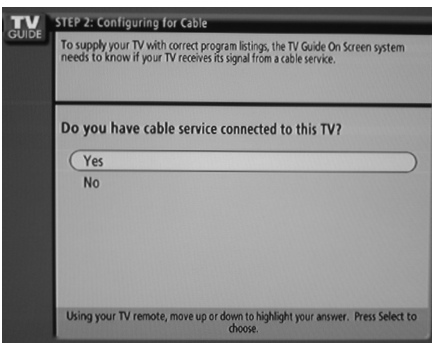 TV
GUIDE
STEP 2: Configuring for Cable
To supply your TV with correct program listings, the TV Guide On Screen system
needs to know if your TV receives its signal from a cable service.
Do you have cable service connected to this TV?
Yes
No
Using your TV remote, move up or down to highlight your answer. Press Select to
choose.